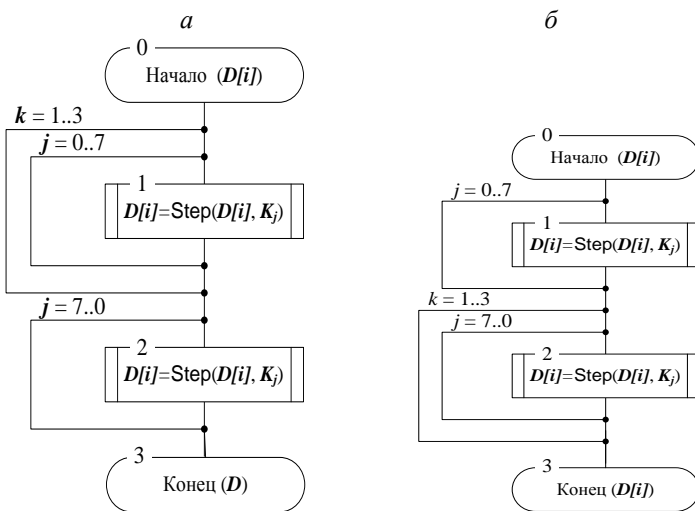 а
0
Начало (D[i])
k = 1..3
j = 0..7
1
D[i]=Step(D[i], Kj)
j = 7..0
2
D[i]=Step(D[i], Kj)
3
Конец (D)
б
0
Начало (D[i])
j = 0..7
1
D[i]=Step(D[i], Kj)
k = 1..3
j = 7..0
2
D[i]=Step(D[i], Kj)
3
Конец (D[i])